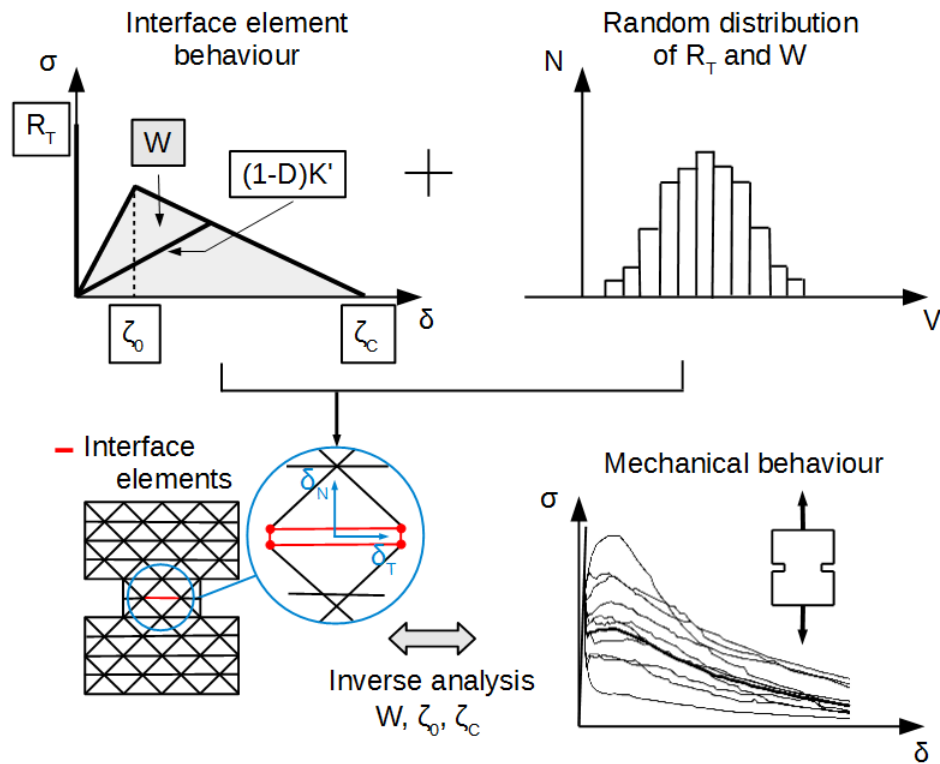 Interface element
behaviour
Random distribution
of R_T and W
σ
R_T
W
(1-D)K'
ζ_0
ζ_C
δ
N
V
Interface
elements
δ_N
δ_T
Inverse analysis
W, ζ_0, ζ_C
Mechanical behaviour
σ
δ